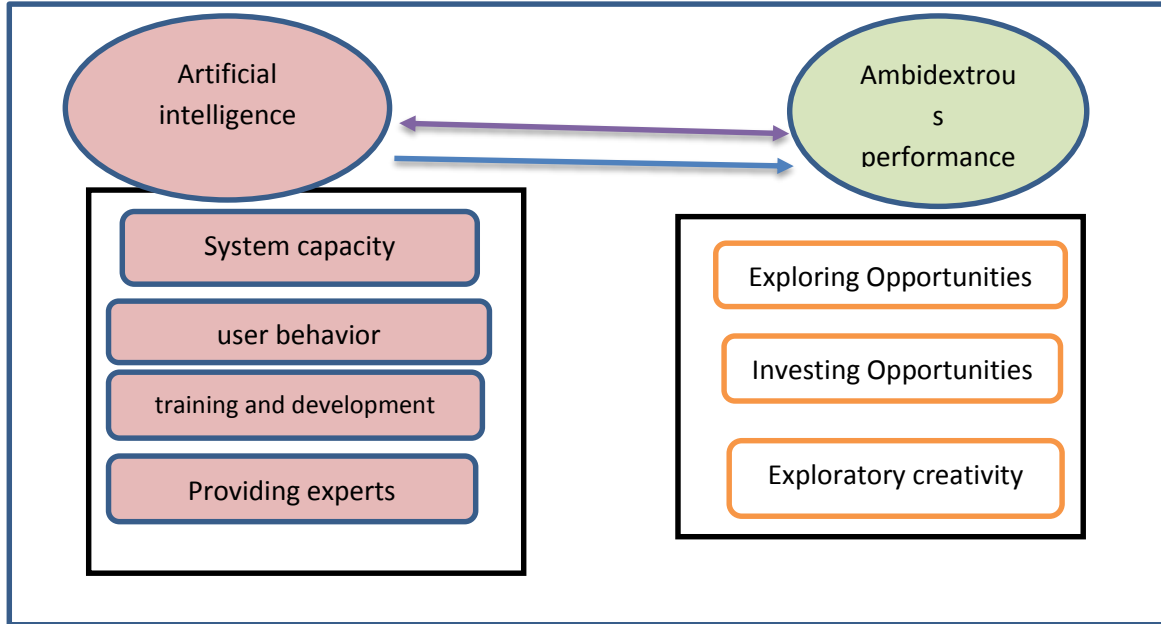 Artificial
intelligence
Ambidextrou
s
performance
System capacity
user behavior
training and development
Providing experts
Exploring Opportunities
Investing Opportunities
Exploratory creativity